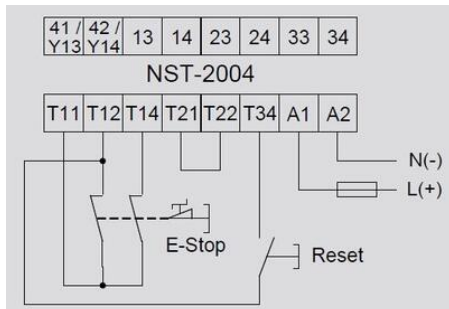 41 / 42 / 13 14 23 24 33 34
Y13 Y14
NST-2004
T11 T12 T14 T21 T22 T34 A1 A2
N(-)
L(+)
E-Stop
Reset